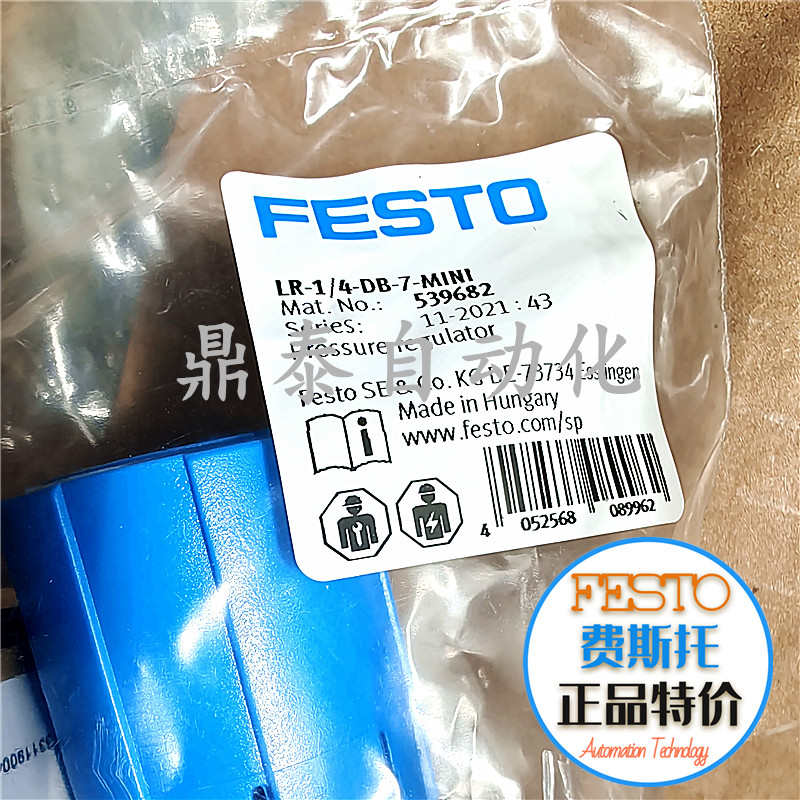 FESTO
LR-1/4-DB-7-MINI
Mat. No.: 539682
Series: 11-2021 : 43
Pressure regulator
鼎泰自动化
Festo SE & Co. KG DE-73734 Esslingen
Made in Hungary
www.festo.com/sp
4 052568 089962
FESTO
费斯托
正品特价
Automation Technology